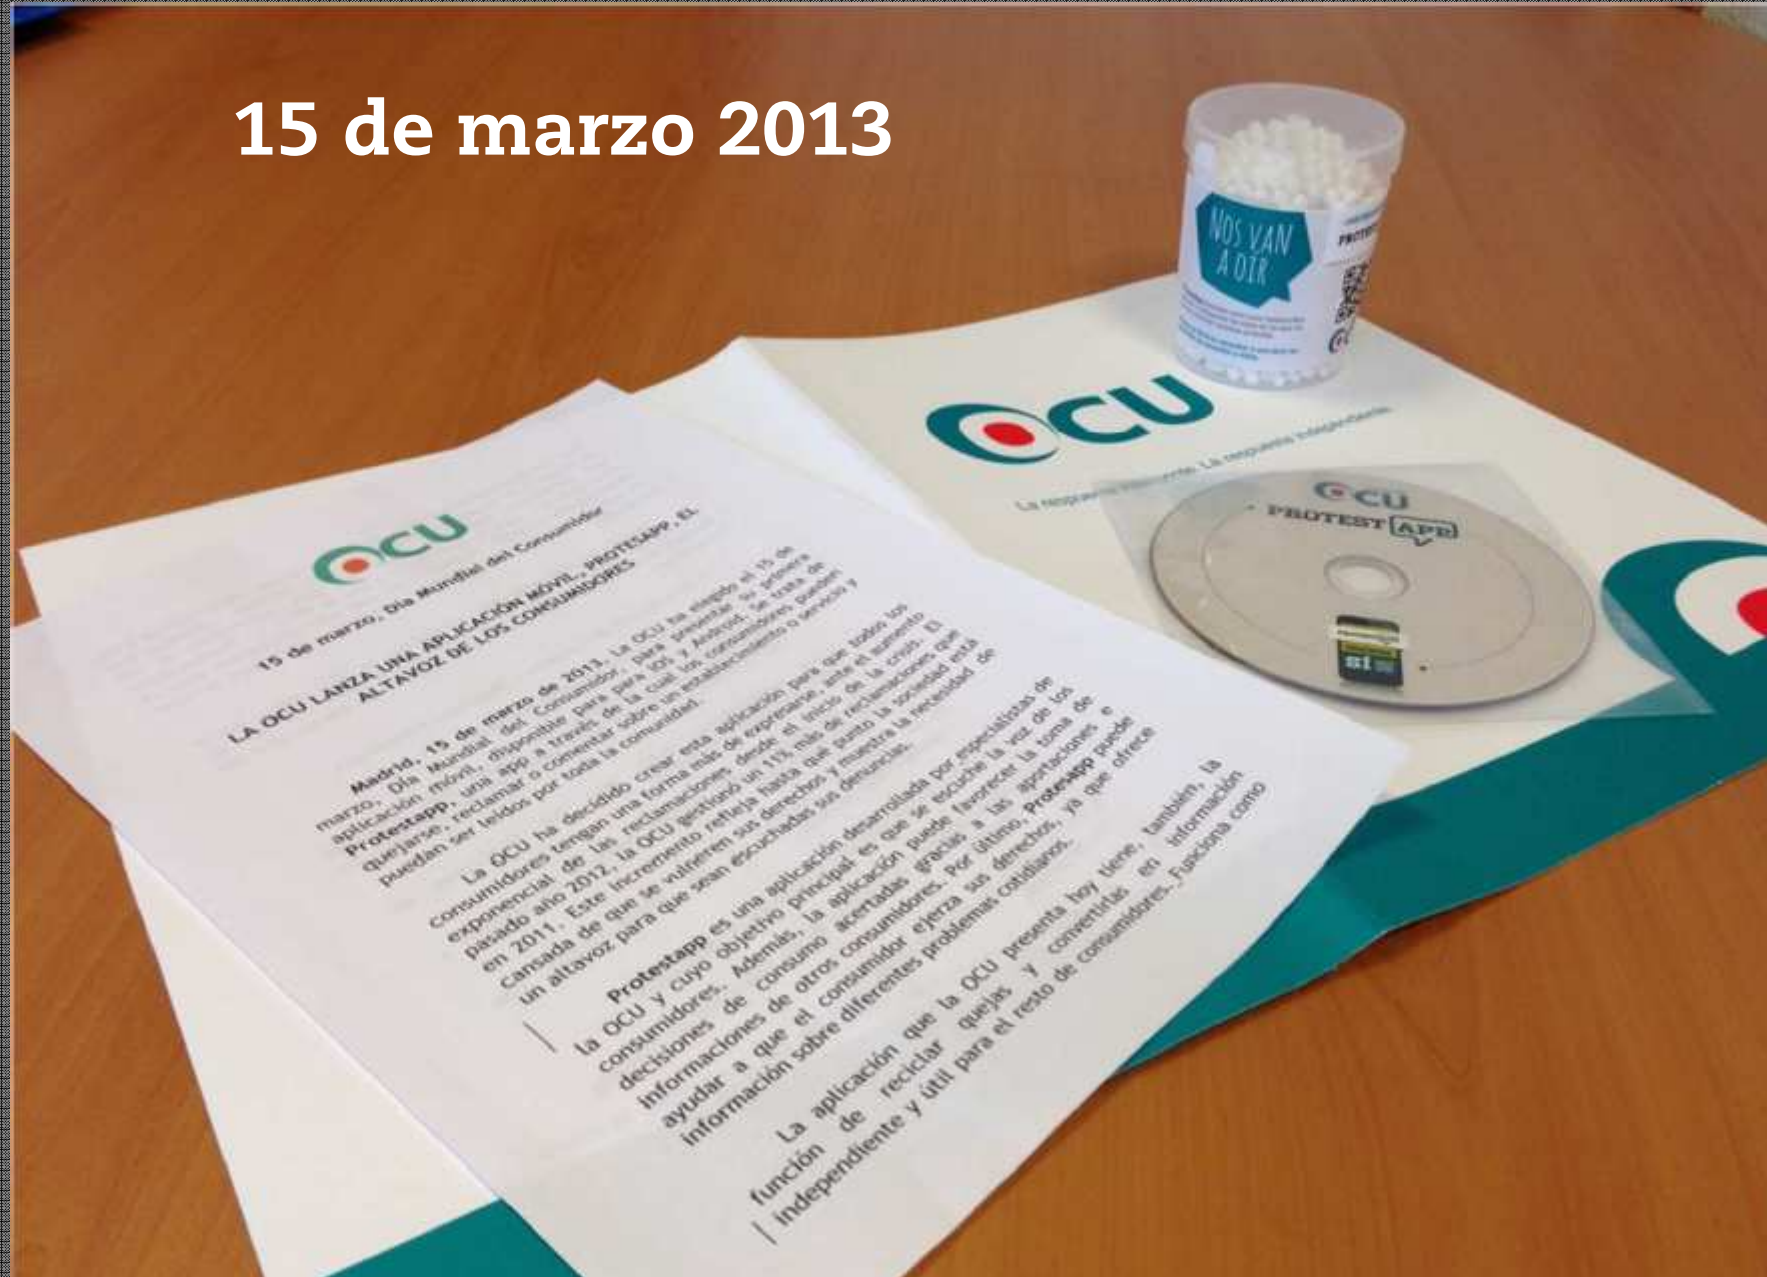 15 de marzo 2013
NOS VAN
A OÍR
PROTEST
OCU
La respuesta La respuesta independiente
OCU
PROTESTAPP
sí
OCU
15 de marzo, Día Mundial del Consumidor
LA OCU LANZA UNA APLICACIÓN MÓVIL, PROTESAPP, EL
ALTAVOZ DE LOS CONSUMIDORES
Madrid, 15 de marzo de 2013. La OCU ha elegido el 15 de
marzo, Día Mundial del Consumidor, para presentar su primera
aplicación móvil, disponible para para iOS y Android. Se trata de
Protestapp, una app a través de la cual los consumidores pueden
quejarse, reclamar o comentar sobre un establecimiento o servicio y
puedan ser leídos por toda la comunidad.
La OCU ha decidido crear esta aplicación para que todos los
consumidores tengan una forma más de expresarse, ante el aumento
exponencial de las reclamaciones desde el inicio de la crisis. El
pasado año 2012, la OCU gestionó un 11% más de reclamaciones que
en 2011. Este incremento refleja hasta qué punto la sociedad está
cansada de que se vulneren sus derechos y muestra la necesidad de
un altavoz para que sean escuchadas sus denuncias.
Protestapp es una aplicación desarrollada por especialistas de
la OCU y cuyo objetivo principal es que se escuche la voz de los
consumidores. Además, la aplicación puede favorecer la toma de
decisiones de consumo acertadas gracias a las aportaciones e
informaciones de otros consumidores. Por último, Protesapp puede
ayudar a que el consumidor ejerza sus derechos, ya que ofrece
información sobre diferentes problemas cotidianos.
La aplicación que la OCU presenta hoy tiene, también, la
función de reciclar quejas y convertirlas en información
independiente y útil para el resto de consumidores. Funciona como